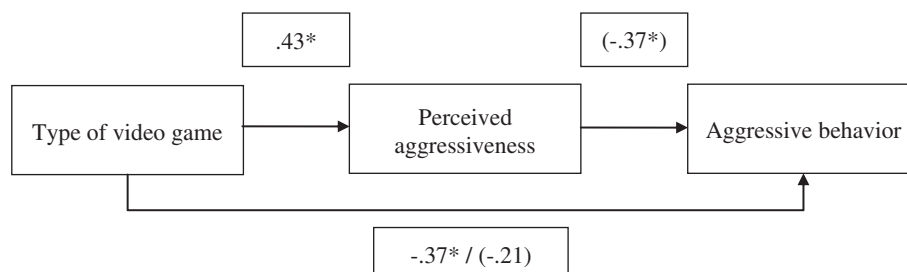 .43*
(-.37*)
Type of video game
Perceived
aggressiveness
Aggressive behavior
-.37* / (-.21)